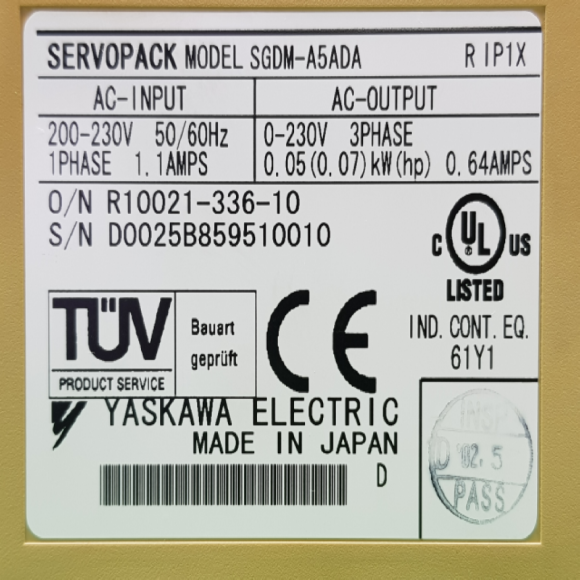 SERVOPACK MODEL SGDM-A5ADA R IP1X
AC-INPUT AC-OUTPUT
200-230V 50/60Hz 0-230V 3PHASE
1PHASE 1.1AMPS 0.05(0.07)kW(hp) 0.64AMPS
O/N R10021-336-10
S/N D0025B859510010
C UL US
LISTED
IND. CONT. EQ.
61Y1
TÜV
PRODUCT SERVICE
Bauart
geprüft
CE
YASKAWA ELECTRIC
MADE IN JAPAN
D
INSP
'02.5
PASS